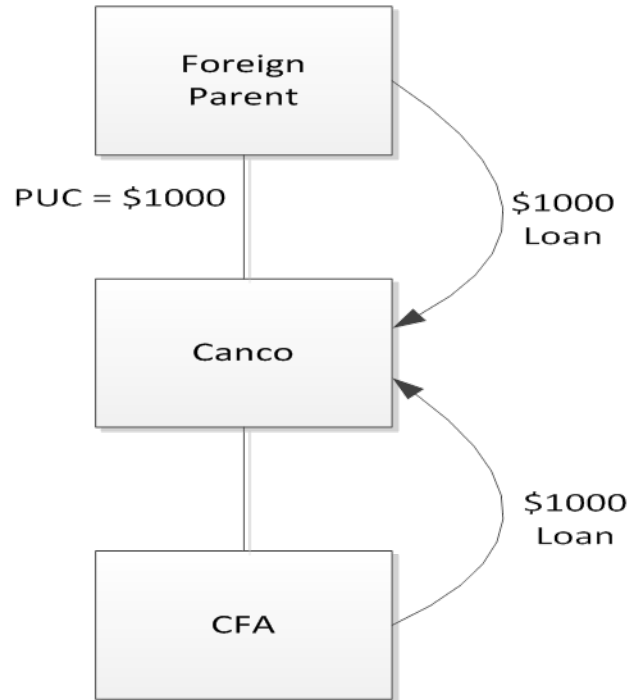 Foreign
Parent
PUC = $1000
$1000
Loan
Canco
$1000
Loan
CFA